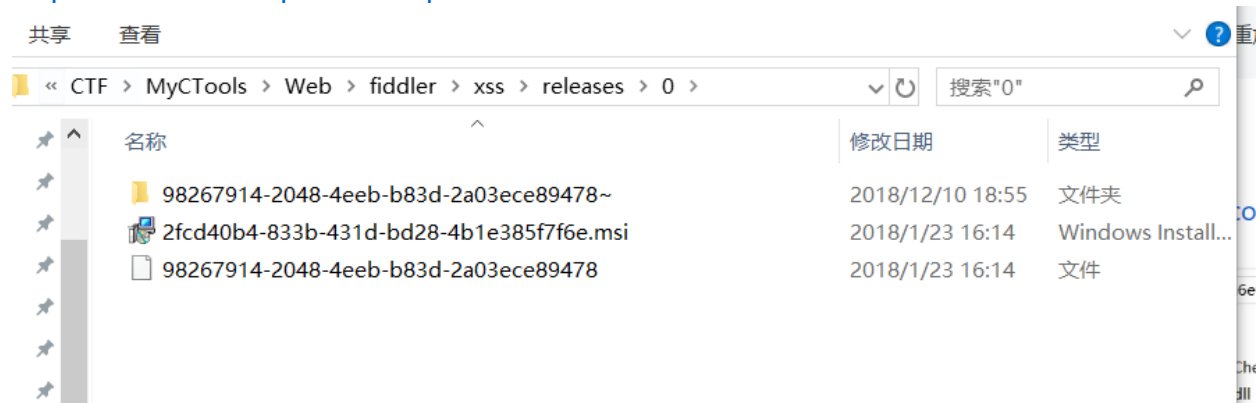 共享 查看
« CTF > MyCTools > Web > fiddler > xss > releases > 0 > 搜索"0"
名称 修改日期 类型
98267914-2048-4eeb-b83d-2a03ece89478~ 2018/12/10 18:55 文件夹
2fcd40b4-833b-431d-bd28-4b1e385f7f6e.msi 2018/1/23 16:14 Windows Install...
98267914-2048-4eeb-b83d-2a03ece89478 2018/1/23 16:14 文件